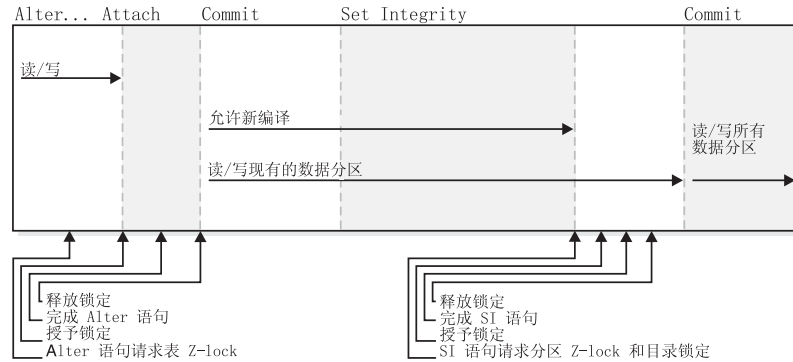 Alter... Attach Commit Set Integrity Commit
读/写
允许新编译
读/写所有
数据分区
读/写现有的数据分区
释放锁定
完成 Alter 语句
授予锁定
Alter 语句请求表 Z-lock
释放锁定
完成 SI 语句
授予锁定
SI 语句请求分区 Z-lock 和目录锁定